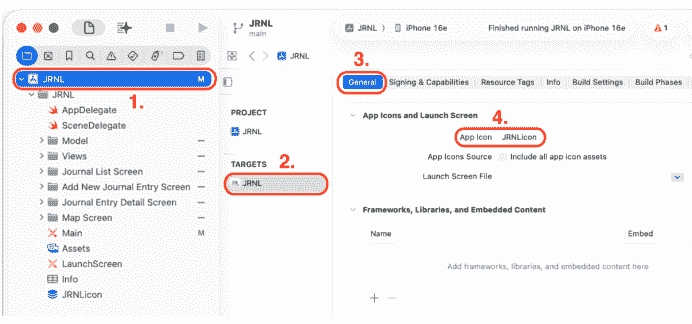 JRNL
main
JRNL
iPhone 16e
Finished running JRNL on iPhone 16e
1
JRNL
3.
JRNL M
1.
General Signing & Capabilities Resource Tags Info Build Settings Build Phases
JRNL
AppDelegate
SceneDelegate
Model
Views
Journal List Screen
Add New Journal Entry Screen
Journal Entry Detail Screen
Map Screen
Main M
Assets
LaunchScreen
Info
JRNLicon
PROJECT
JRNL
TARGETS
2.
JRNL
App Icons and Launch Screen
4.
App Icon JRNLicon
App Icons Source Include all app icon assets
Launch Screen File
Frameworks, Libraries, and Embedded Content
Name Embed
Add frameworks, libraries, and embedded content here